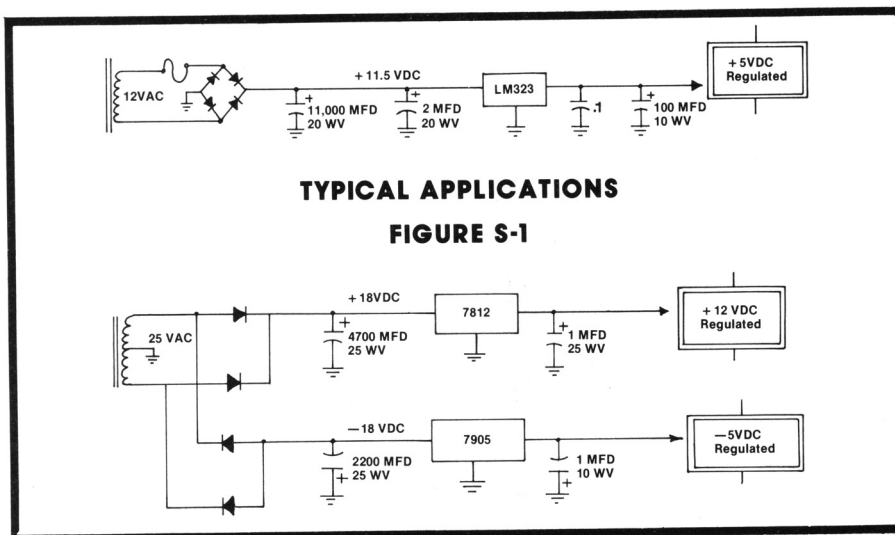 12VAC
+ 11.5 VDC
+
11,000 MFD
20 WV
+
2 MFD
20 WV
LM323
.1
+
100 MFD
10 WV
+ 5VDC
Regulated
TYPICAL APPLICATIONS
FIGURE S-1
25 VAC
+ 18VDC
+
4700 MFD
25 WV
7812
+
1 MFD
25 WV
+ 12 VDC
Regulated
—18 VDC
2200 MFD
25 WV
+
7905
1 MFD
10 WV
+
—5VDC
Regulated